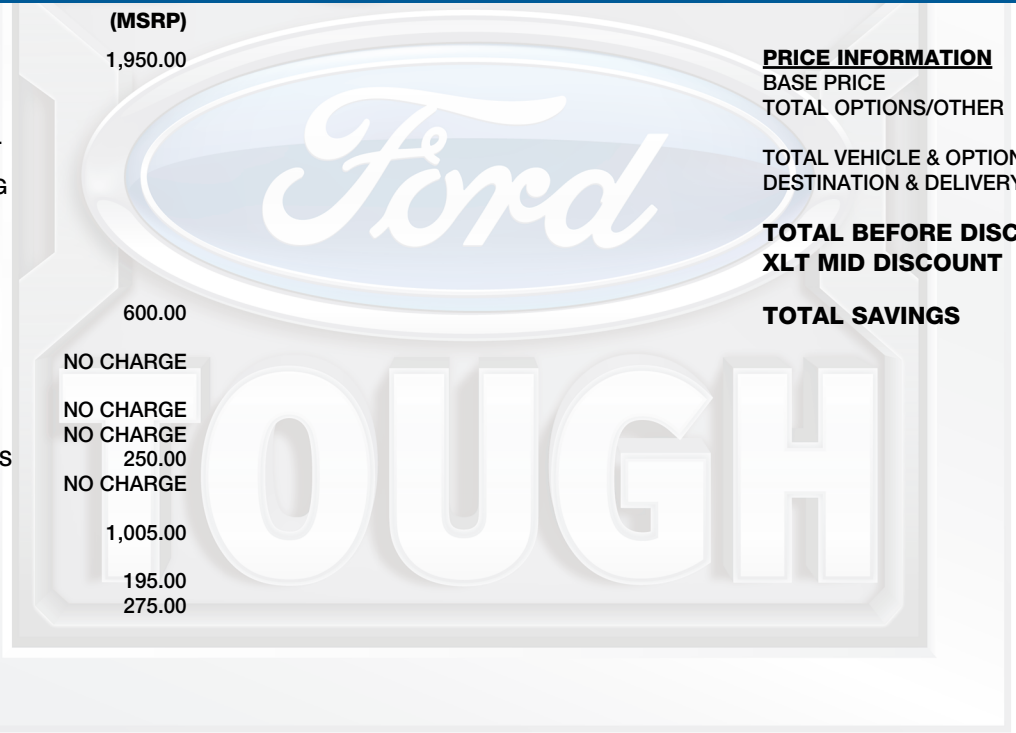 (MSRP)
1,950.00
G
600.00
NO CHARGE
NO CHARGE
NO CHARGE
S
250.00
NO CHARGE
1,005.00
195.00
275.00
PRICE INFORMATION
BASE PRICE
TOTAL OPTIONS/OTHER
TOTAL VEHICLE & OPTION
DESTINATION & DELIVERY
TOTAL BEFORE DISC
XLT MID DISCOUNT
TOTAL SAVINGS
Ford
TOUGH